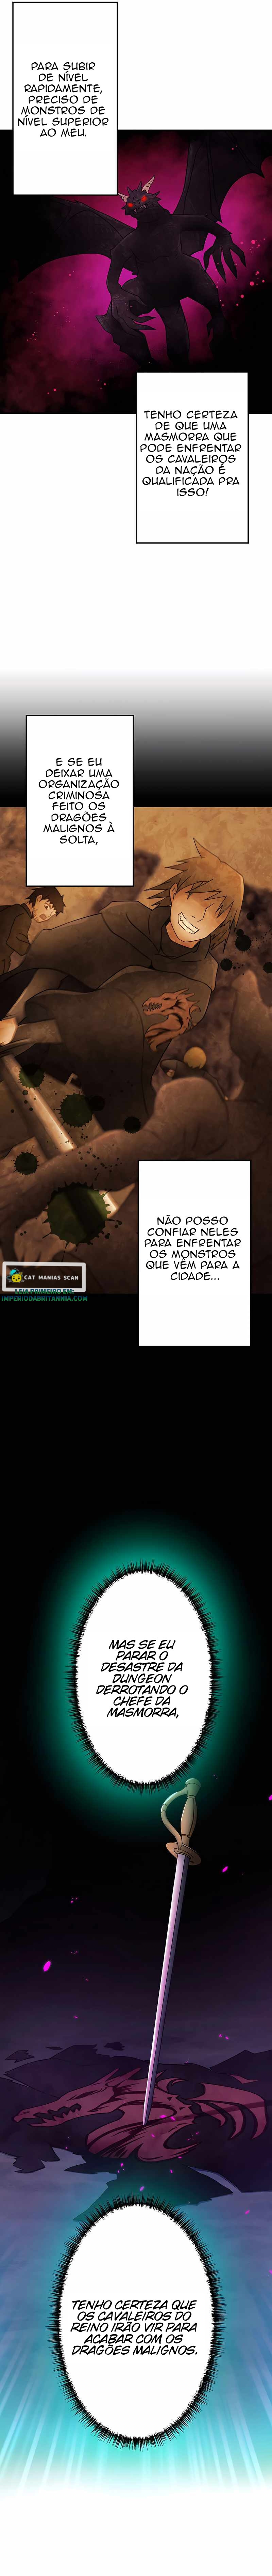 PARA SUBIR
DE NÍVEL
RAPIDAMENTE,
PRECISO DE
MONSTROS DE
NÍVEL SUPERIOR
AO MEU.
TENHO CERTEZA
DE QUE UMA
MASMORRA QUE
PODE ENFRENTAR
OS CAVALEIROS
DA NAÇÃO É
QUALIFICADA PRA
ISSO!
E SE EU
DEIXAR UMA
ORGANIZAÇÃO
CRIMINOSA
FEITO OS
DRAGÕES
MALIGNOS À
SOLTA,
NÃO POSSO
CONFIAR NELES
PARA ENFRENTAR
OS MONSTROS
QUE VÊM PARA A
CIDADE...
CAT MANIAS SCAN
LEIA PRIMEIRO EM:
IMPERIODABRITANNIA.COM
MAS SE EU
PARAR O
DESASTRE DA
DUNGEON
DERROTANDO O
CHEFE DA
MASMORRA,
TENHO CERTEZA QUE
OS CAVALEIROS DO
REINO IRÃO VIR PARA
ACABAR COM OS
DRAGÕES MALIGNOS.